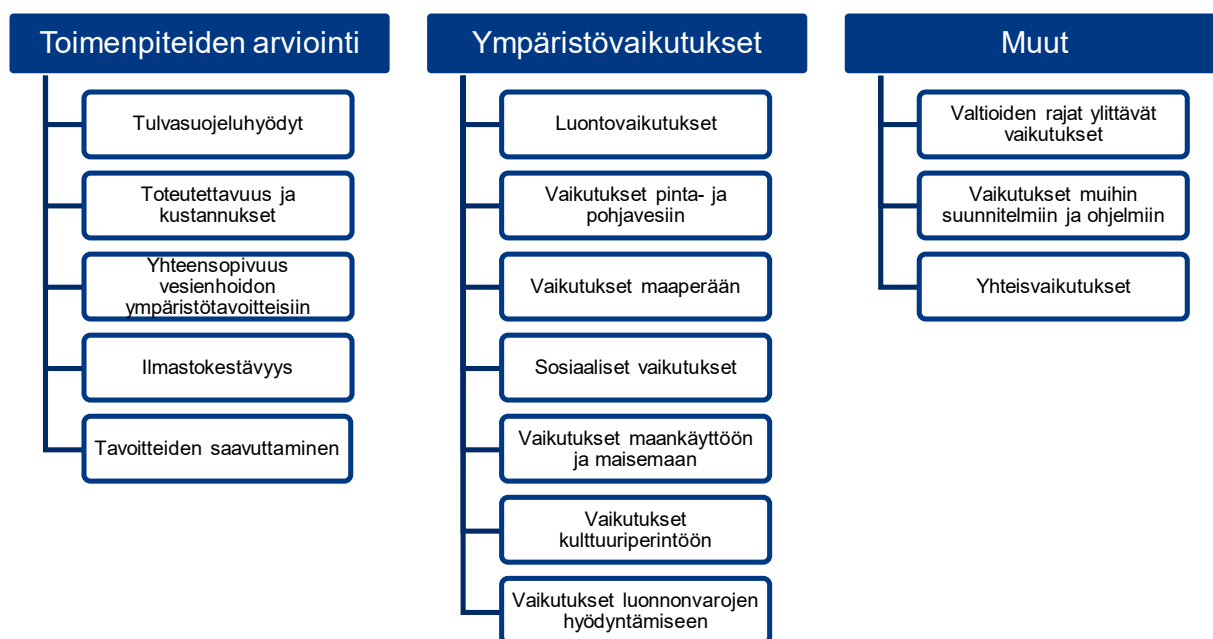 Toimenpiteiden arviointi
Tulvasuojeluhyödyt
Toteutettavuus ja
kustannukset
Yhteensopivuus
vesienhoidon
ympäristötavoitteisiin
Ilmastokestävyys
Tavoitteiden saavuttaminen
Ympäristövaikutukset
Luontovaikutukset
Vaikutukset pinta- ja
pohjavesiin
Vaikutukset maaperään
Sosiaaliset vaikutukset
Vaikutukset maankäyttöön
ja maisemaan
Vaikutukset
kulttuuriperintöön
Vaikutukset luonnonvarojen
hyödyntämiseen
Muut
Valtioiden rajat ylittävät
vaikutukset
Vaikutukset muihin
suunnitelmiin ja ohjelmiin
Yhteisvaikutukset